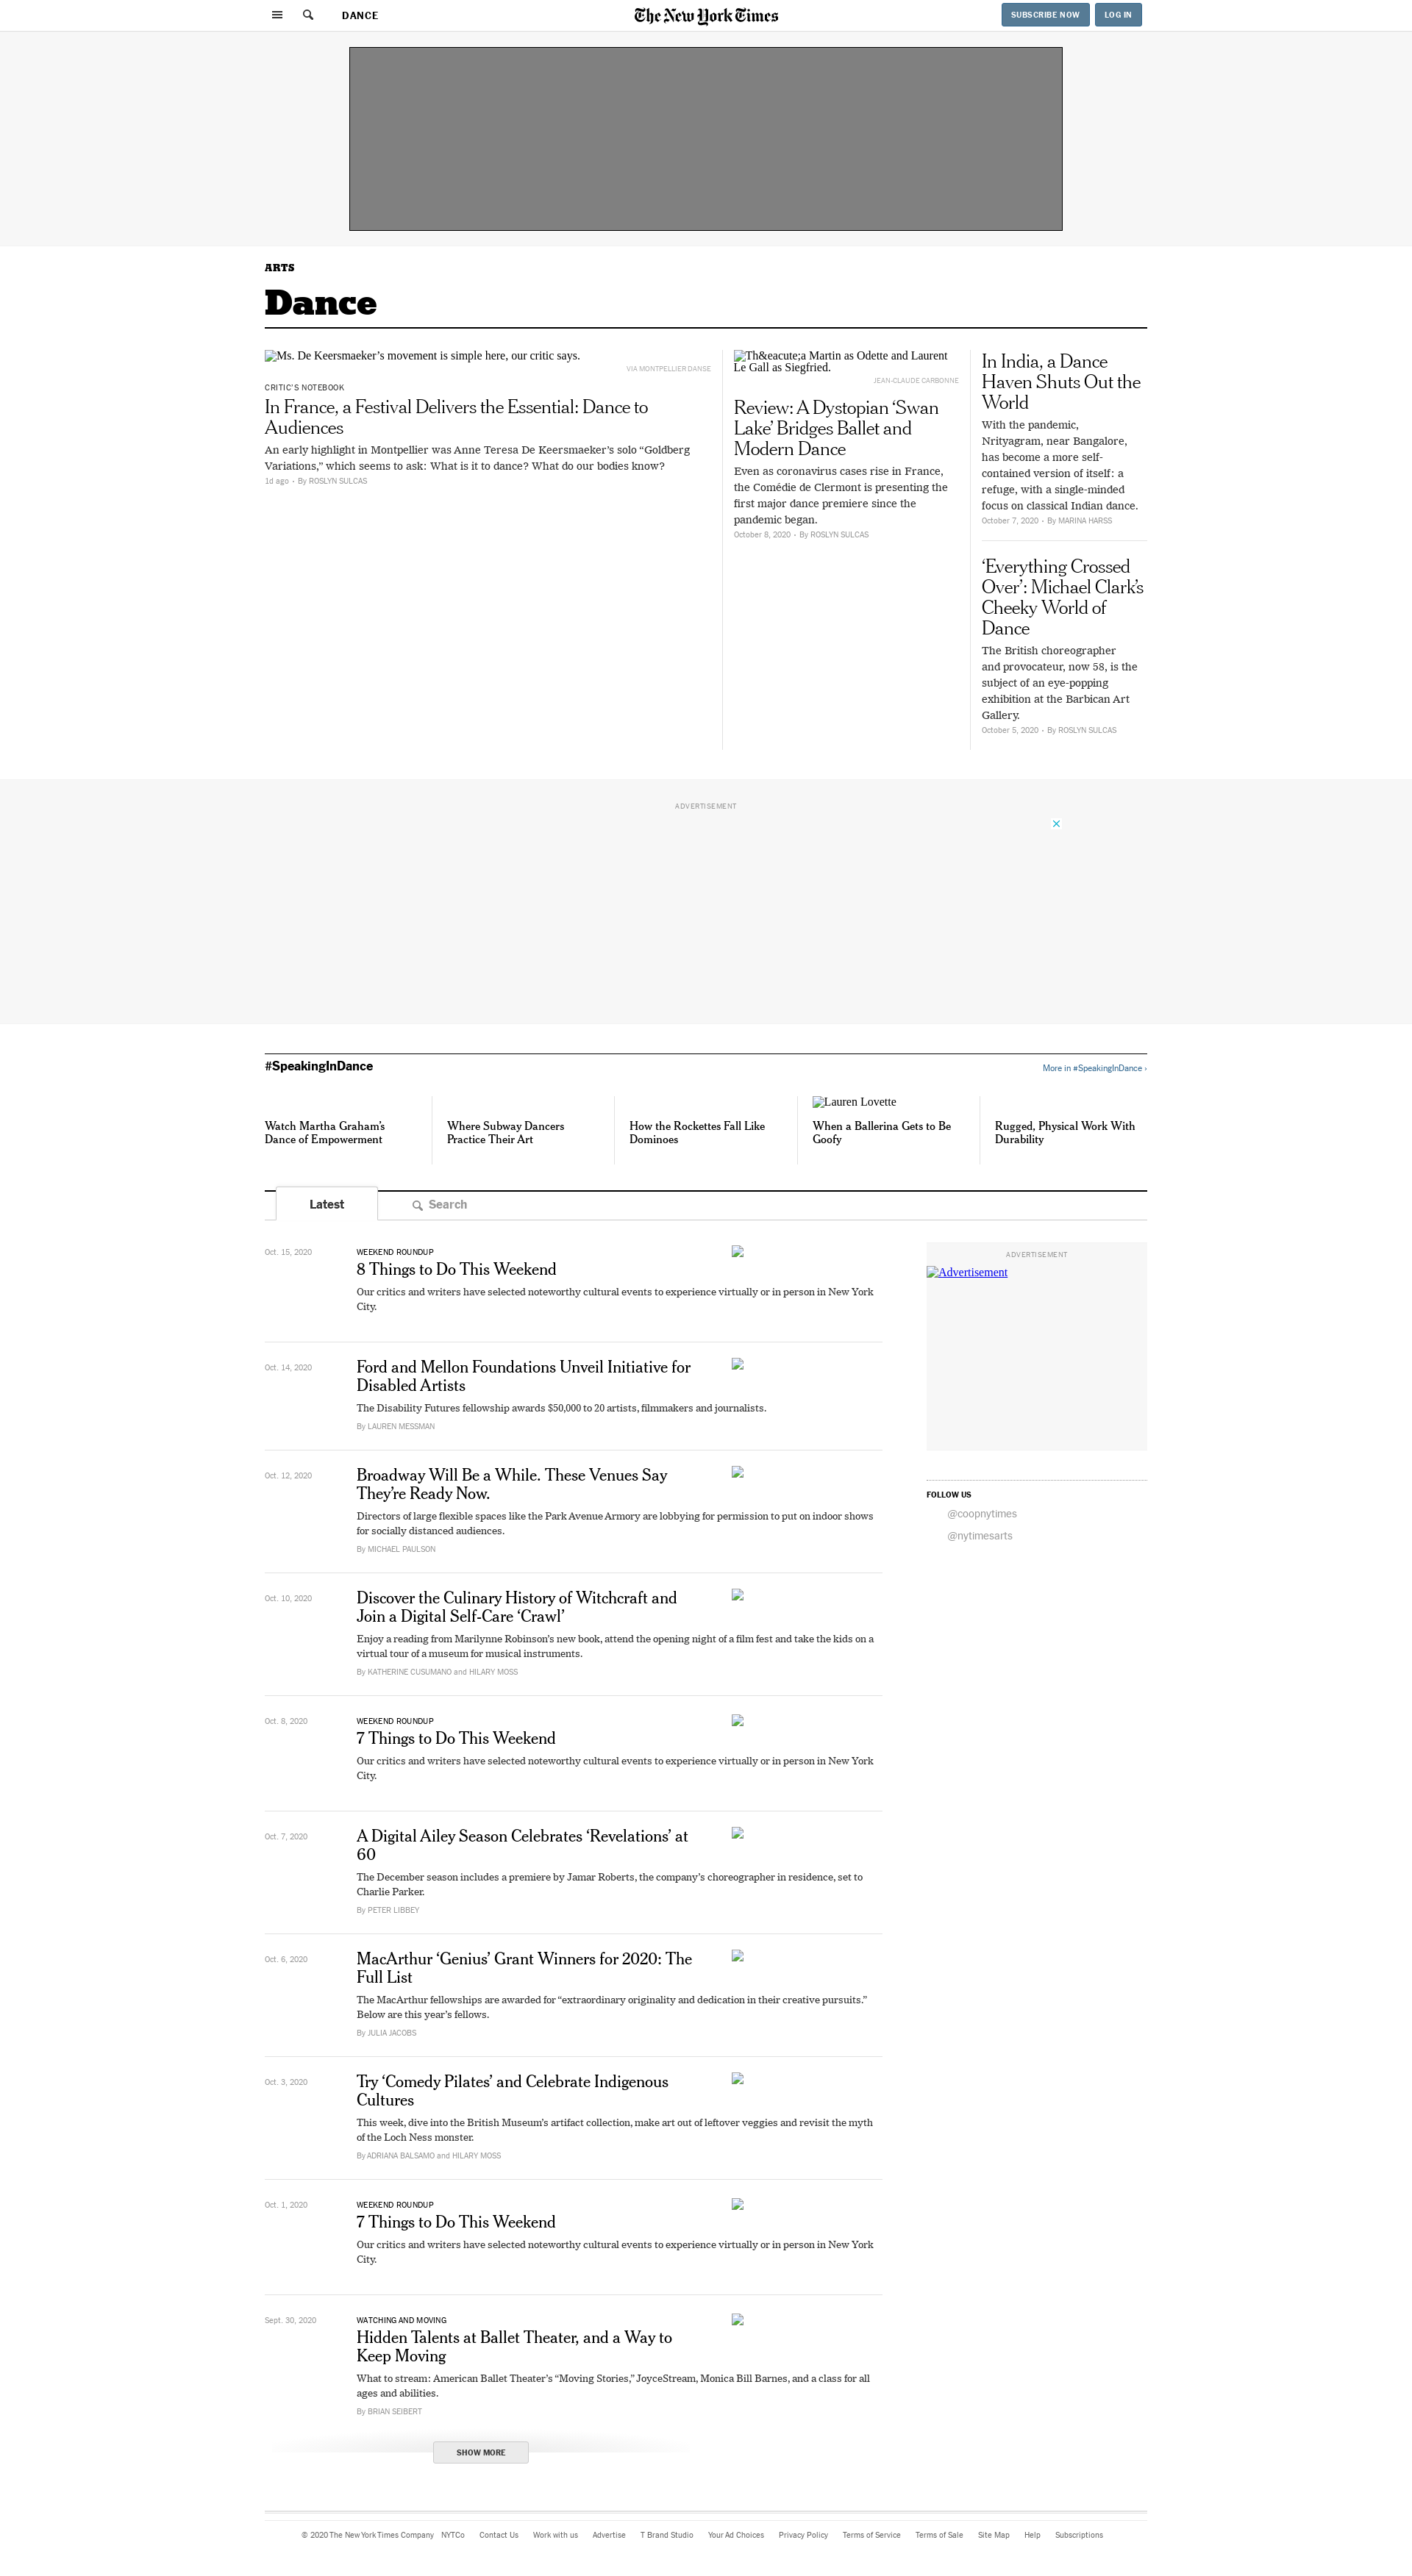 DANCE
The New York Times
SUBSCRIBE NOW
LOG IN
ARTS
Dance
Ms. De Keersmaeker’s movement is simple here, our critic says.
VIA MONTPELLIER DANSE
CRITIC’S NOTEBOOK
In France, a Festival Delivers the Essential: Dance to
Audiences
An early highlight in Montpellier was Anne Teresa De Keersmaeker’s solo “Goldberg
Variations,” which seems to ask: What is it to dance? What do our bodies know?
1d ago • By ROSLYN SULCAS
Th&eacute;a Martin as Odette and Laurent
Le Gall as Siegfried.
JEAN-CLAUDE CARBONNE
Review: A Dystopian ‘Swan
Lake’ Bridges Ballet and
Modern Dance
Even as coronavirus cases rise in France,
the Comédie de Clermont is presenting the
first major dance premiere since the
pandemic began.
October 8, 2020 • By ROSLYN SULCAS
In India, a Dance
Haven Shuts Out the
World
With the pandemic,
Nrityagram, near Bangalore,
has become a more self-
contained version of itself: a
refuge, with a single-minded
focus on classical Indian dance.
October 7, 2020 • By MARINA HARSS
‘Everything Crossed
Over’: Michael Clark’s
Cheeky World of
Dance
The British choreographer
and provocateur, now 58, is the
subject of an eye-popping
exhibition at the Barbican Art
Gallery.
October 5, 2020 • By ROSLYN SULCAS
ADVERTISEMENT
#SpeakingInDance
More in #SpeakingInDance ›
Watch Martha Graham’s
Dance of Empowerment
Where Subway Dancers
Practice Their Art
How the Rockettes Fall Like
Dominoes
Lauren Lovette
When a Ballerina Gets to Be
Goofy
Rugged, Physical Work With
Durability
Latest
Search
Oct. 15, 2020
WEEKEND ROUNDUP
8 Things to Do This Weekend
Our critics and writers have selected noteworthy cultural events to experience virtually or in person in New York
City.
Oct. 14, 2020
Ford and Mellon Foundations Unveil Initiative for
Disabled Artists
The Disability Futures fellowship awards $50,000 to 20 artists, filmmakers and journalists.
By LAUREN MESSMAN
Oct. 12, 2020
Broadway Will Be a While. These Venues Say
They’re Ready Now.
Directors of large flexible spaces like the Park Avenue Armory are lobbying for permission to put on indoor shows
for socially distanced audiences.
By MICHAEL PAULSON
Oct. 10, 2020
Discover the Culinary History of Witchcraft and
Join a Digital Self-Care ‘Crawl’
Enjoy a reading from Marilynne Robinson’s new book, attend the opening night of a film fest and take the kids on a
virtual tour of a museum for musical instruments.
By KATHERINE CUSUMANO and HILARY MOSS
Oct. 8, 2020
WEEKEND ROUNDUP
7 Things to Do This Weekend
Our critics and writers have selected noteworthy cultural events to experience virtually or in person in New York
City.
Oct. 7, 2020
A Digital Ailey Season Celebrates ‘Revelations’ at
60
The December season includes a premiere by Jamar Roberts, the company’s choreographer in residence, set to
Charlie Parker.
By PETER LIBBEY
Oct. 6, 2020
MacArthur ‘Genius’ Grant Winners for 2020: The
Full List
The MacArthur fellowships are awarded for “extraordinary originality and dedication in their creative pursuits.”
Below are this year’s fellows.
By JULIA JACOBS
Oct. 3, 2020
Try ‘Comedy Pilates’ and Celebrate Indigenous
Cultures
This week, dive into the British Museum’s artifact collection, make art out of leftover veggies and revisit the myth
of the Loch Ness monster.
By ADRIANA BALSAMO and HILARY MOSS
Oct. 1, 2020
WEEKEND ROUNDUP
7 Things to Do This Weekend
Our critics and writers have selected noteworthy cultural events to experience virtually or in person in New York
City.
Sept. 30, 2020
WATCHING AND MOVING
Hidden Talents at Ballet Theater, and a Way to
Keep Moving
What to stream: American Ballet Theater’s “Moving Stories,” JoyceStream, Monica Bill Barnes, and a class for all
ages and abilities.
By BRIAN SEIBERT
SHOW MORE
ADVERTISEMENT
Advertisement
FOLLOW US
@coopnytimes
@nytimesarts
© 2020 The New York Times Company NYTCo Contact Us Work with us Advertise T Brand Studio Your Ad Choices Privacy Policy Terms of Service Terms of Sale Site Map Help Subscriptions